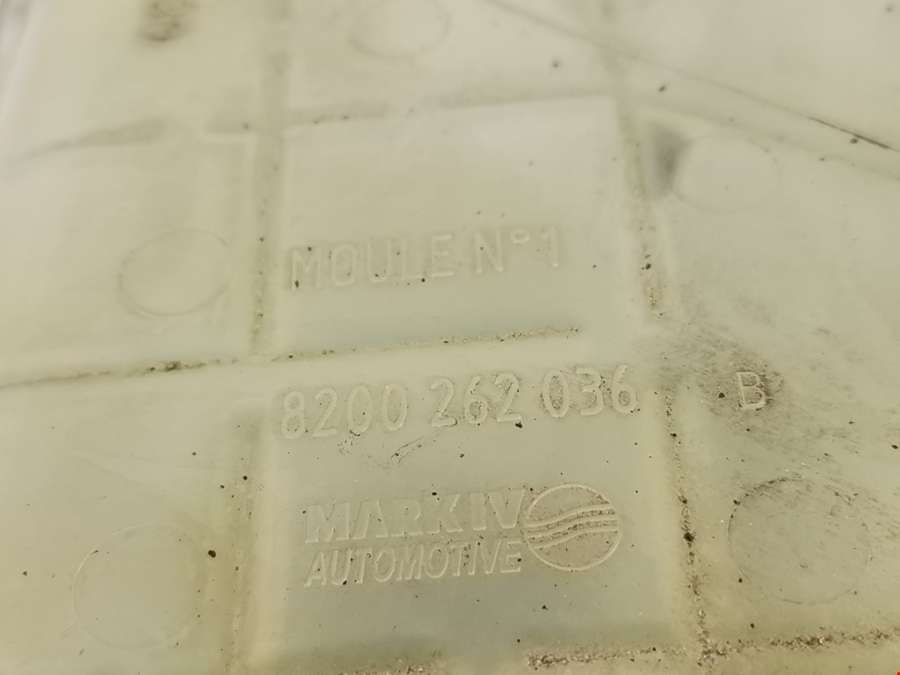 MOULE N°1
8200 262 036 B
MARK IV
AUTOMOTIVE